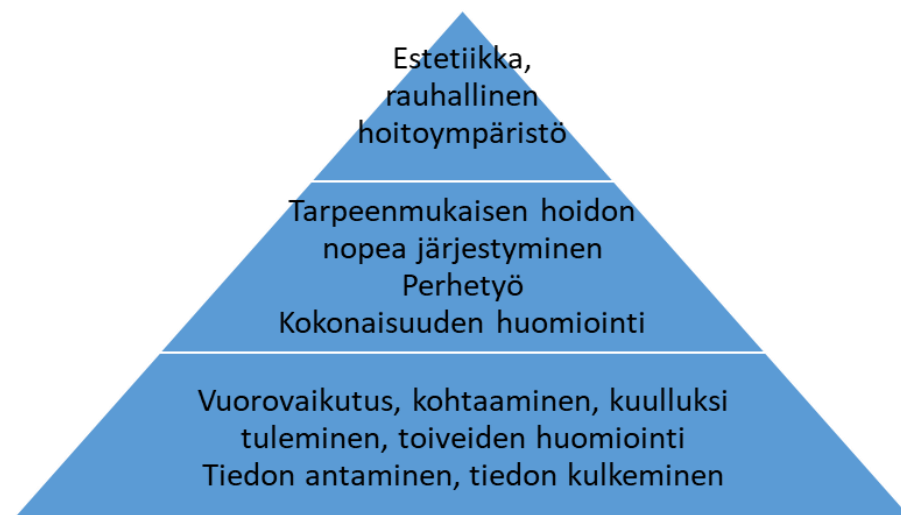 Estetiikka,
rauhallinen
hoitoympäristö
Tarpeenmukaisen hoidon
nopea järjestyminen
Perhetyö
Kokonaisuuden huomiointi
Vuorovaikutus, kohtaaminen, kuulluksi
tuleminen, toiveiden huomiointi
Tiedon antaminen, tiedon kulkeminen